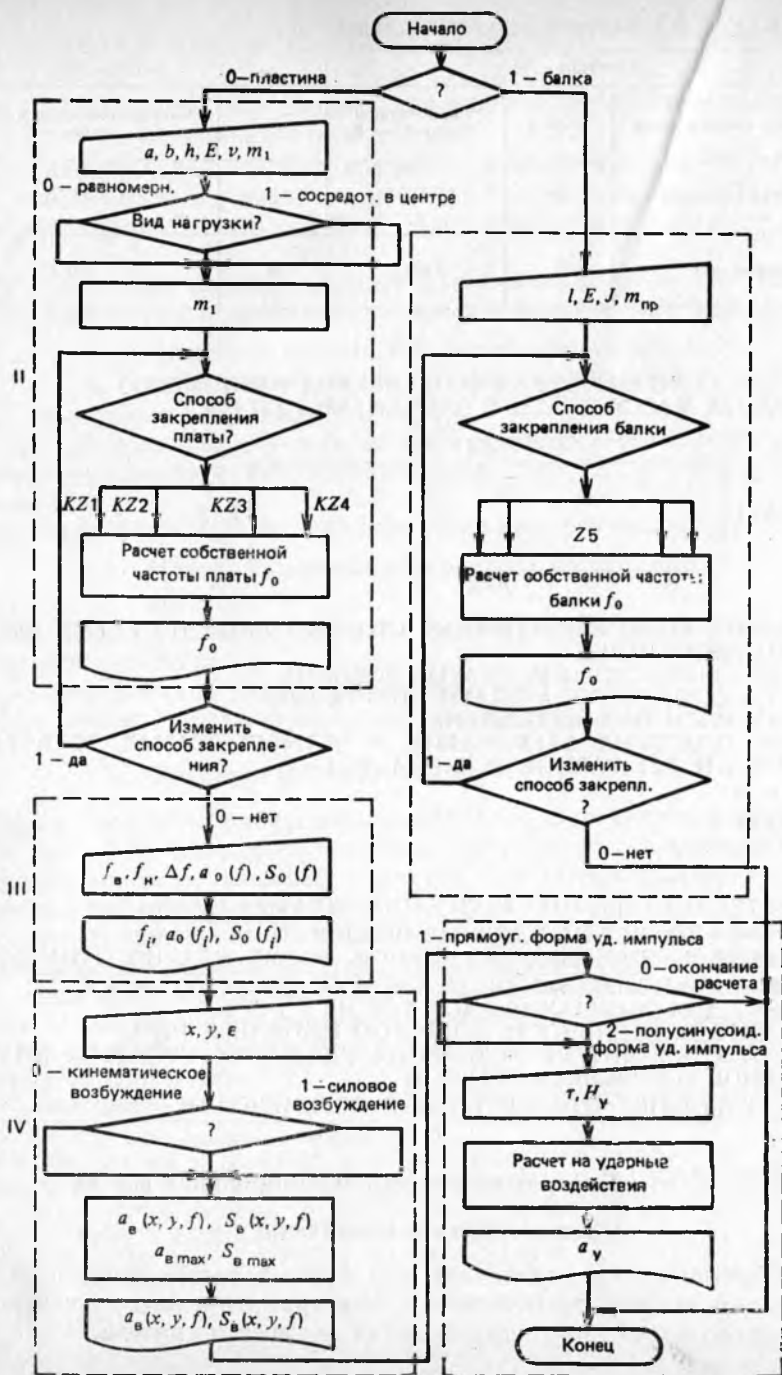 Начало
0—пластина
?
1—балка
a, b, h, E, ν, m₁
0—равномерн.
1—сосредот. в центре
Вид нагрузки?
m₁
II
Способ
закрепления
платы?
KZ1 KZ2 KZ3 KZ4
Расчет собственной
частоты платы f₀
f₀
Изменить
способ закрепле-
ния?
1—да
0—нет
l, E, J, mпр
Способ
закрепления балки
Z5
Расчет собственной частоты:
балки f₀
f₀
Изменить
способ закрепл.
?
1—да
0—нет
III
fв, fн, Δf, a₀(f), S₀(f)
fᵢ, a₀(fᵢ), S₀(fᵢ)
x, y, ε
0—кинематическое
возбуждение
1—силовое
возбуждение
IV
?
aв(x, y, f), Sв(x, y, f)
aв max, Sв max
aв(x, y, f), Sв(x, y, f)
1—прямоуг. форма уд. импульса
0—окончание
расчета
?
2—полусинусоид.
форма уд. импульса
Расчет на ударные
воздействия
aу
Конец